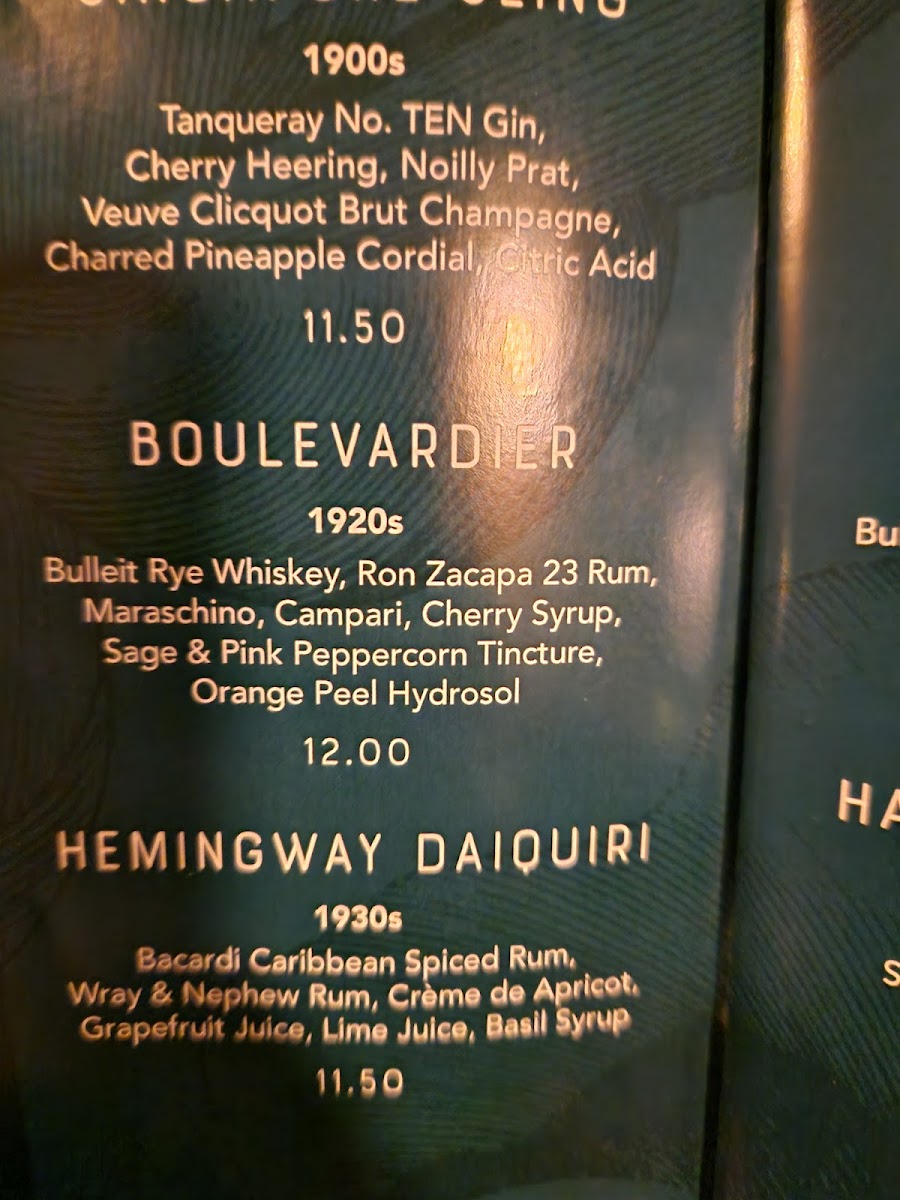 1900s
Tanqueray No. TEN Gin,
Cherry Heering, Noilly Prat,
Veuve Clicquot Brut Champagne,
Charred Pineapple Cordial, Citric Acid
11.50
BOULEVARDIER
1920s
Bulleit Rye Whiskey, Ron Zacapa 23 Rum,
Maraschino, Campari, Cherry Syrup,
Sage & Pink Peppercorn Tincture,
Orange Peel Hydrosol
12.00
HEMINGWAY DAIQUIRI
1930s
Bacardi Caribbean Spiced Rum,
Wray & Nephew Rum, Crème de Apricot,
Grapefruit Juice, Lime Juice, Basil Syrup
11.50
Bu
HA
S